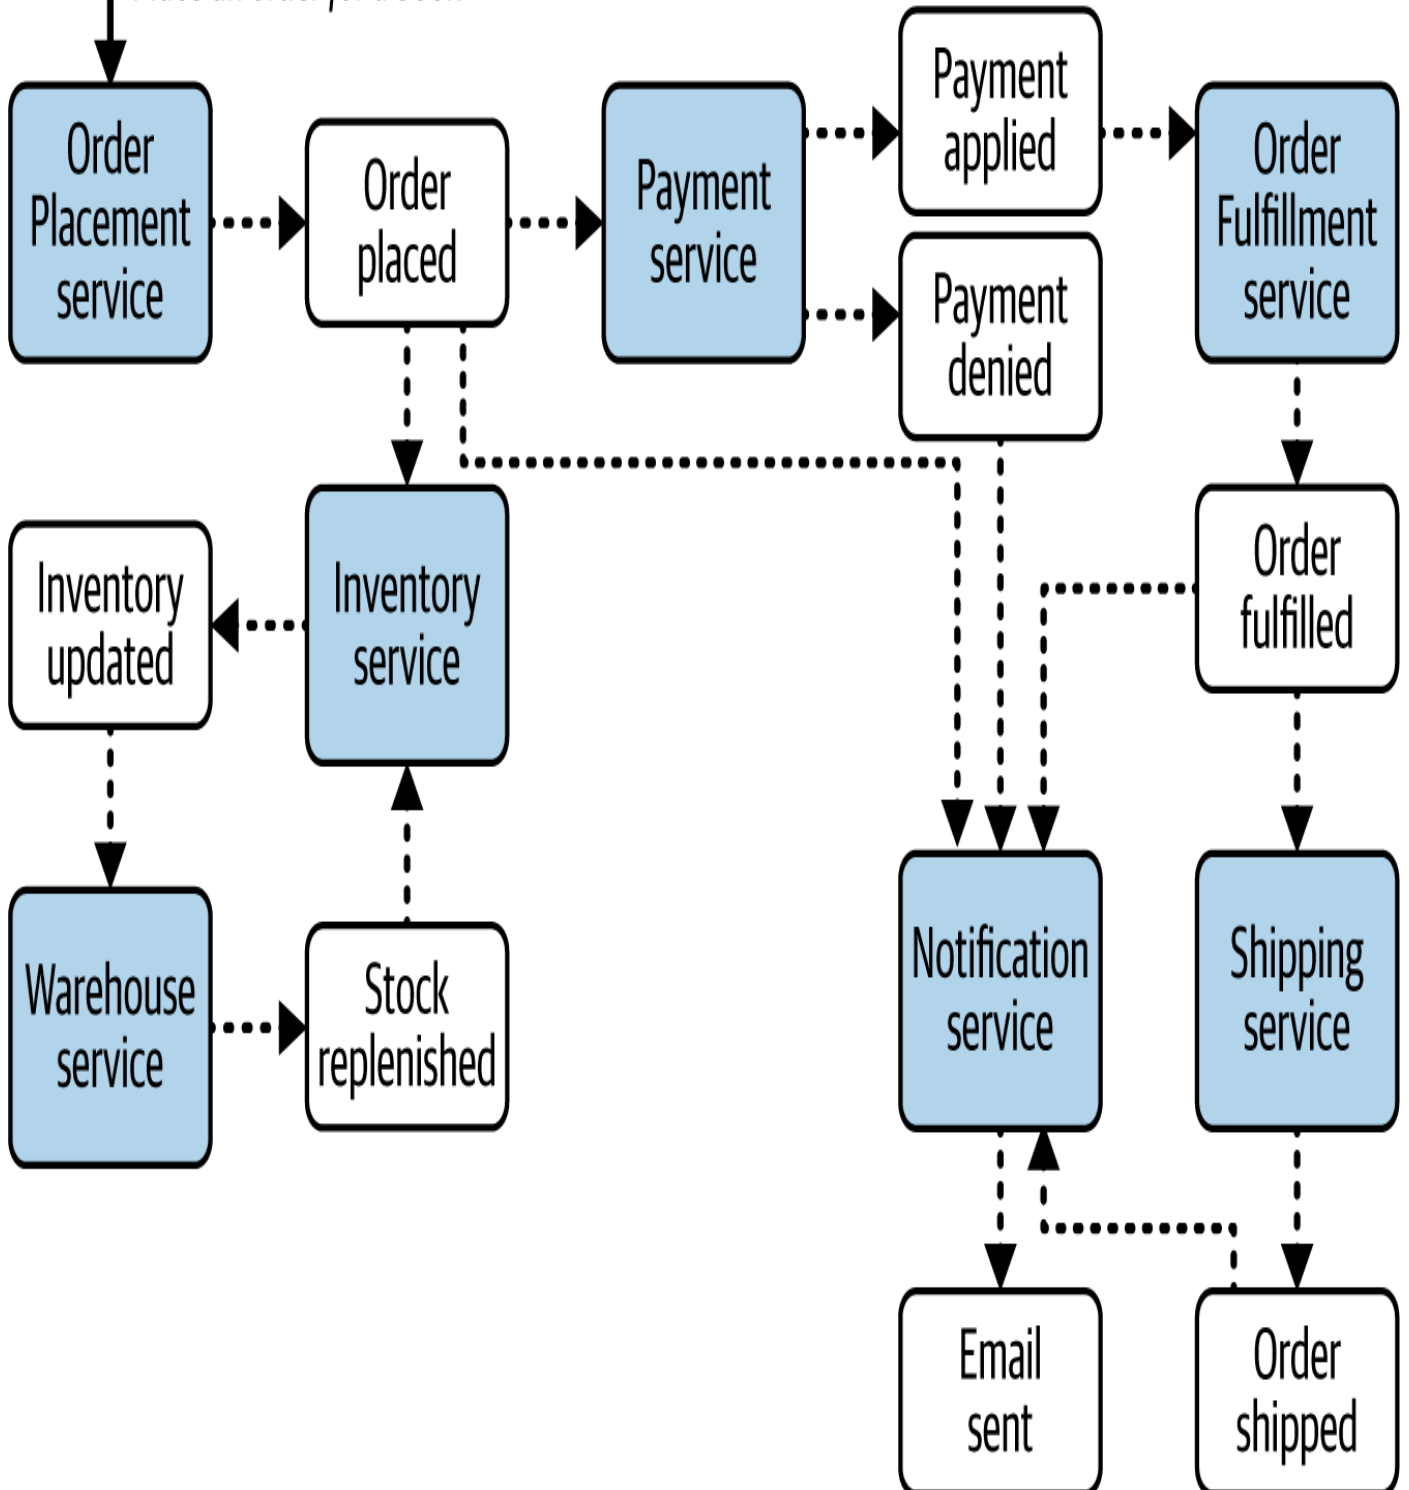 Order
Placement
service
Order
placed
Payment
service
Payment
applied
Payment
denied
Order
Fulfillment
service
Inventory
updated
Inventory
service
Order
fulfilled
Warehouse
service
Stock
replenished
Notification
service
Shipping
service
Email
sent
Order
shipped